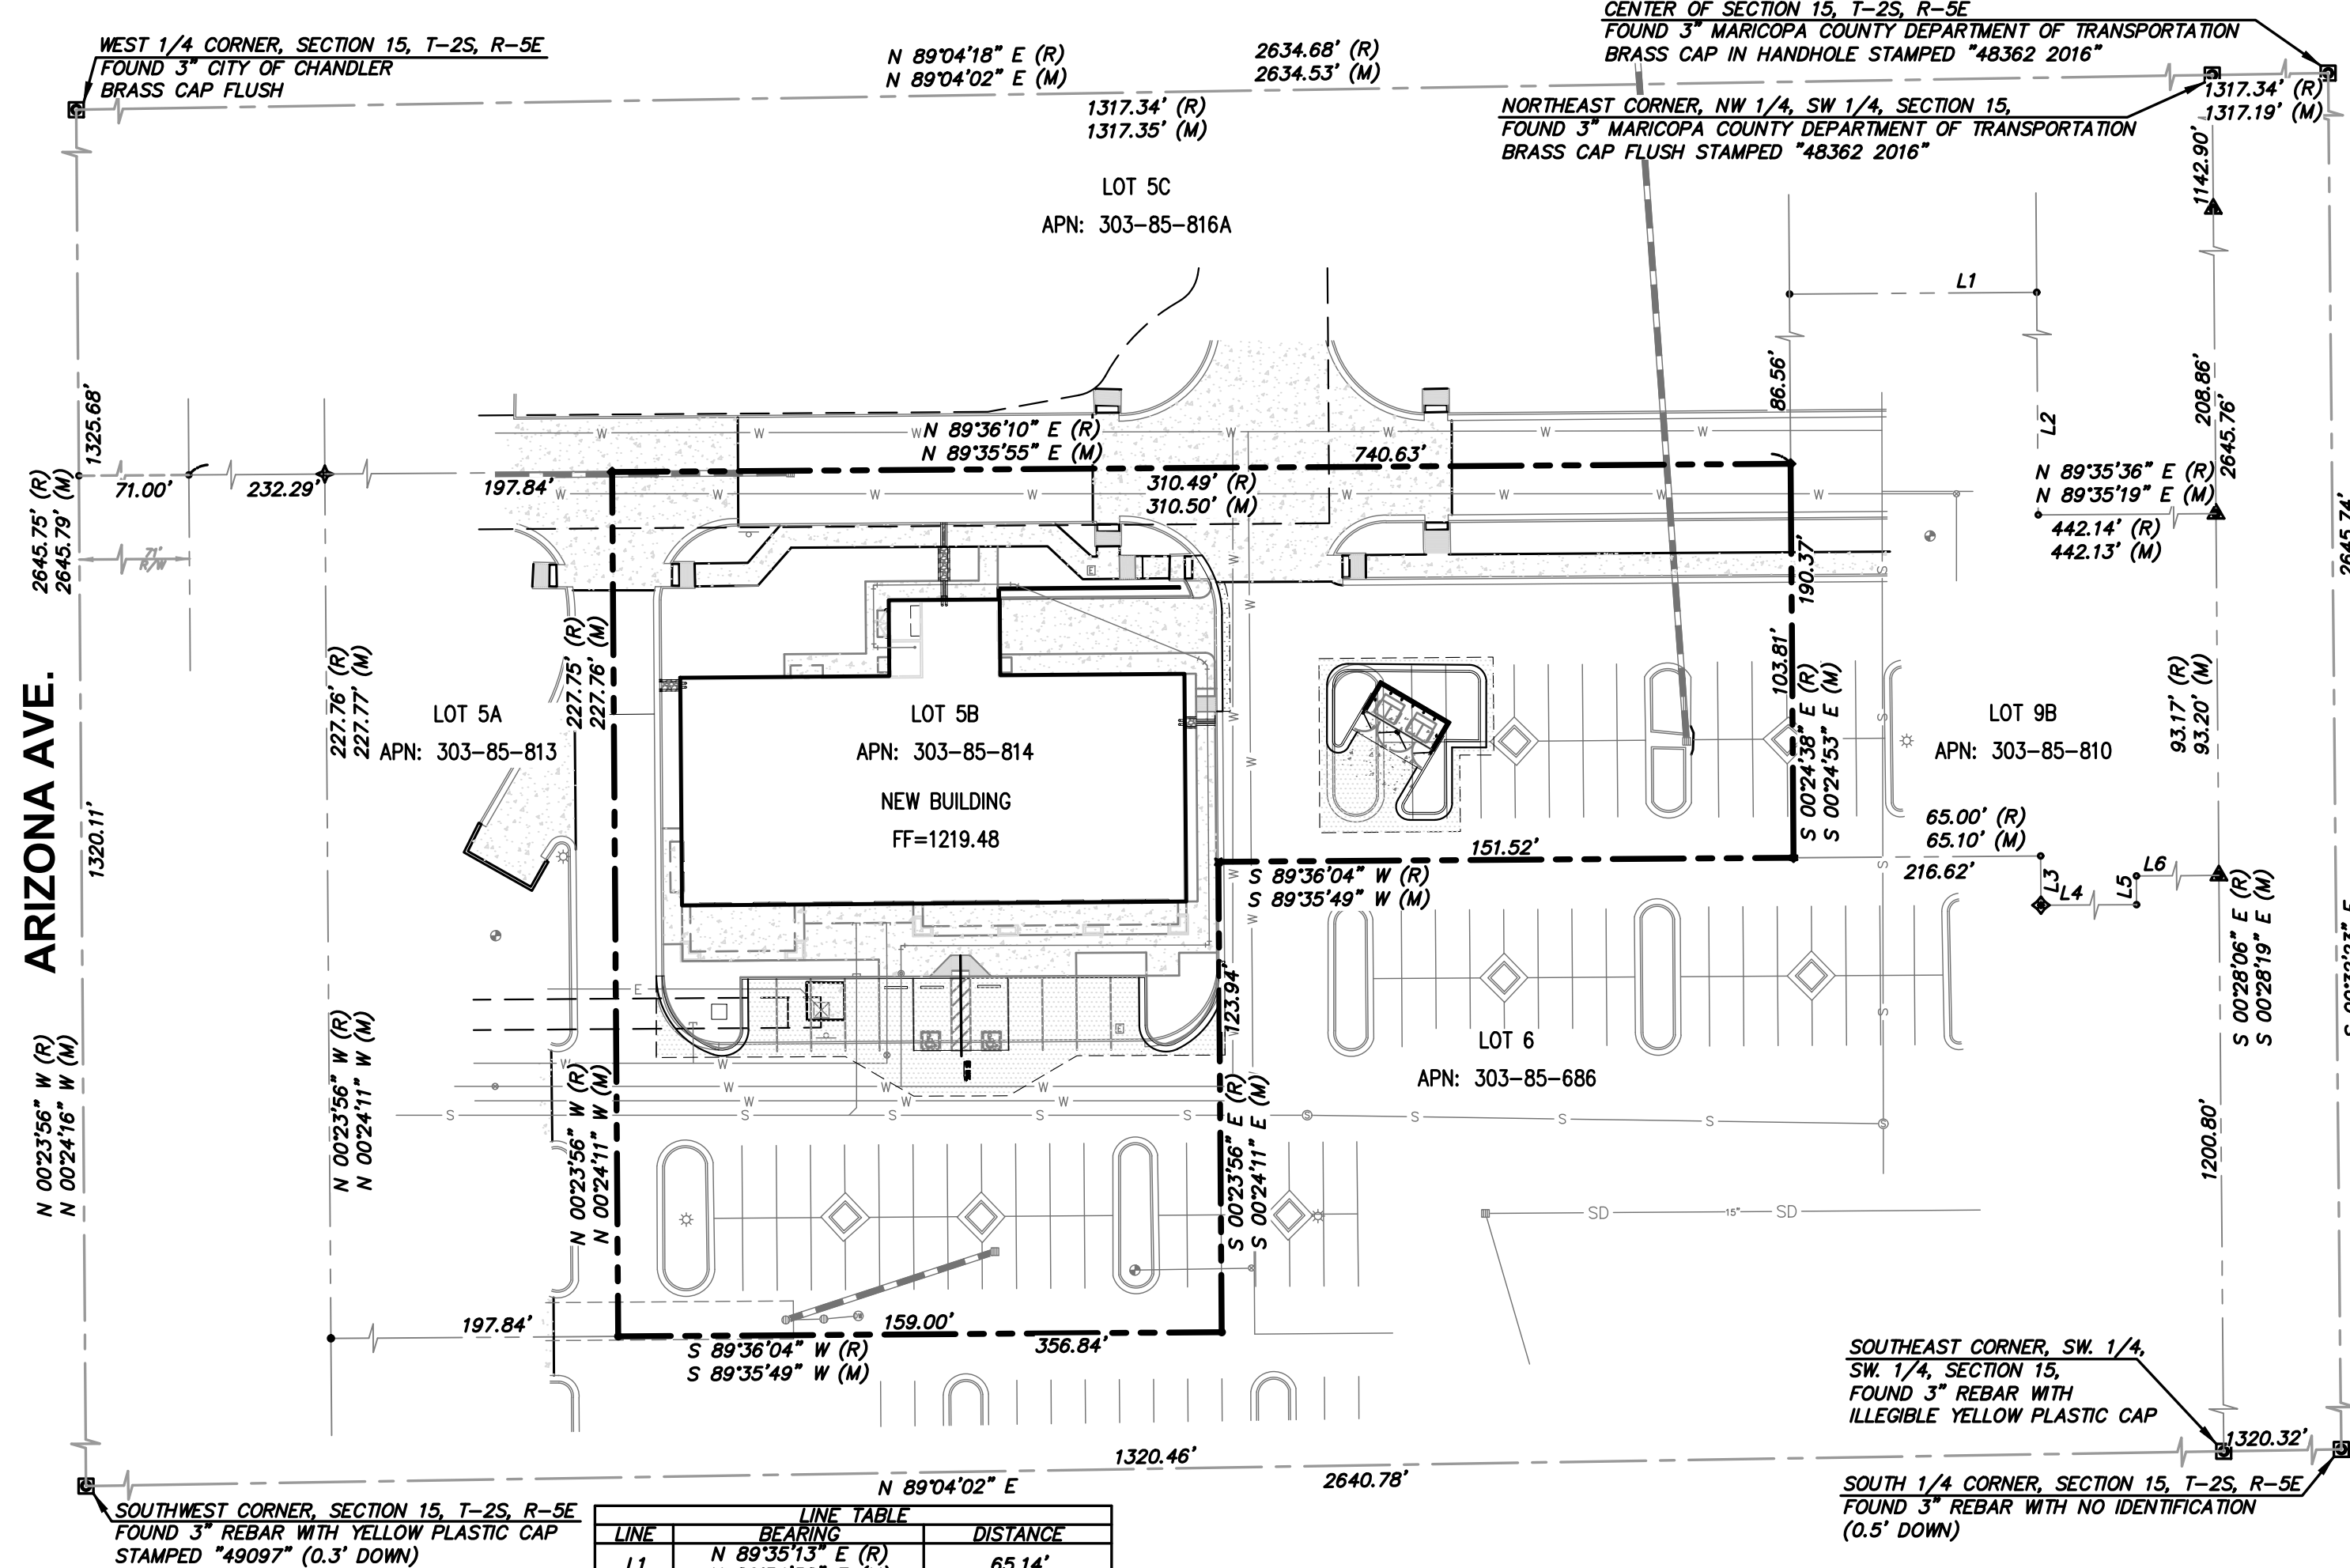 CENTER OF SECTION 15, T-2S, R-5E
FOUND 3" MARICOPA COUNTY DEPARTMENT OF TRANSPORTATION
BRASS CAP IN HANDHOLE STAMPED "48362 2016"
WEST 1/4 CORNER, SECTION 15, T-2S, R-5E
FOUND 3" CITY OF CHANDLER
BRASS CAP FLUSH
N 89°04'18" E (R)
N 89°04'02" E (M)
2634.68' (R)
2634.53' (M)
1317.34' (R)
1317.35' (M)
NORTHEAST CORNER, NW 1/4, SW 1/4, SECTION 15,
FOUND 3" MARICOPA COUNTY DEPARTMENT OF TRANSPORTATION
BRASS CAP FLUSH STAMPED "48362 2016"
1317.34' (R)
1317.19' (M)
1142.90'
LOT 5C
APN: 303-85-816A
L1
L2
86.56'
208.86'
2645.76'
1325.68'
2645.75' (R)
2645.79' (M)
71.00'
232.29'
197.84'
71'
R/W
N 89°36'10" E (R)
N 89°35'55" E (M)
740.63'
310.49' (R)
310.50' (M)
N 89°35'36" E (R)
N 89°35'19" E (M)
442.14' (R)
442.13' (M)
2645.74'
W W W W W W W
W W W W W W W W
190.37'
103.81'
S 00°24'38" E (R)
S 00°24'53" E (M)
227.76' (R)
227.77' (M)
227.75' (R)
227.76' (M)
ARIZONA AVE.
1320.11'
LOT 5A
APN: 303-85-813
LOT 5B
APN: 303-85-814
NEW BUILDING
FF=1219.48
LOT 9B
APN: 303-85-810
93.17' (R)
93.20' (M)
65.00' (R)
65.10' (M)
216.62'
L3
L4
L5
L6
151.52'
S 89°36'04" W (R)
S 89°35'49" W (M)
123.94'
LOT 6
APN: 303-85-686
S 00°28'06" E (R)
S 00°28'19" E (M)
1200.80'
N 00°23'56" W (R)
N 00°24'16" W (M)
N 00°23'56" W (R)
N 00°24'11" W (M)
N 00°23'56" W (R)
N 00°24'11" W (M)
S 00°23'56" E (R)
S 00°24'11" E (M)
E
W
W W W
W W
S S S S S S S S S
SD 15" SD
197.84'
159.00'
356.84'
S 89°36'04" W (R)
S 89°35'49" W (M)
SOUTHEAST CORNER, SW. 1/4,
SW. 1/4, SECTION 15,
FOUND 3" REBAR WITH
ILLEGIBLE YELLOW PLASTIC CAP
1320.46'
1320.32'
N 89°04'02" E
2640.78'
SOUTH 1/4 CORNER, SECTION 15, T-2S, R-5E
FOUND 3" REBAR WITH NO IDENTIFICATION
(0.5' DOWN)
SOUTHWEST CORNER, SECTION 15, T-2S, R-5E
FOUND 3" REBAR WITH YELLOW PLASTIC CAP
STAMPED "49097" (0.3' DOWN)
LINE TABLE
LINE BEARING DISTANCE
L1 N 89°35'13" E (R) 65.14'